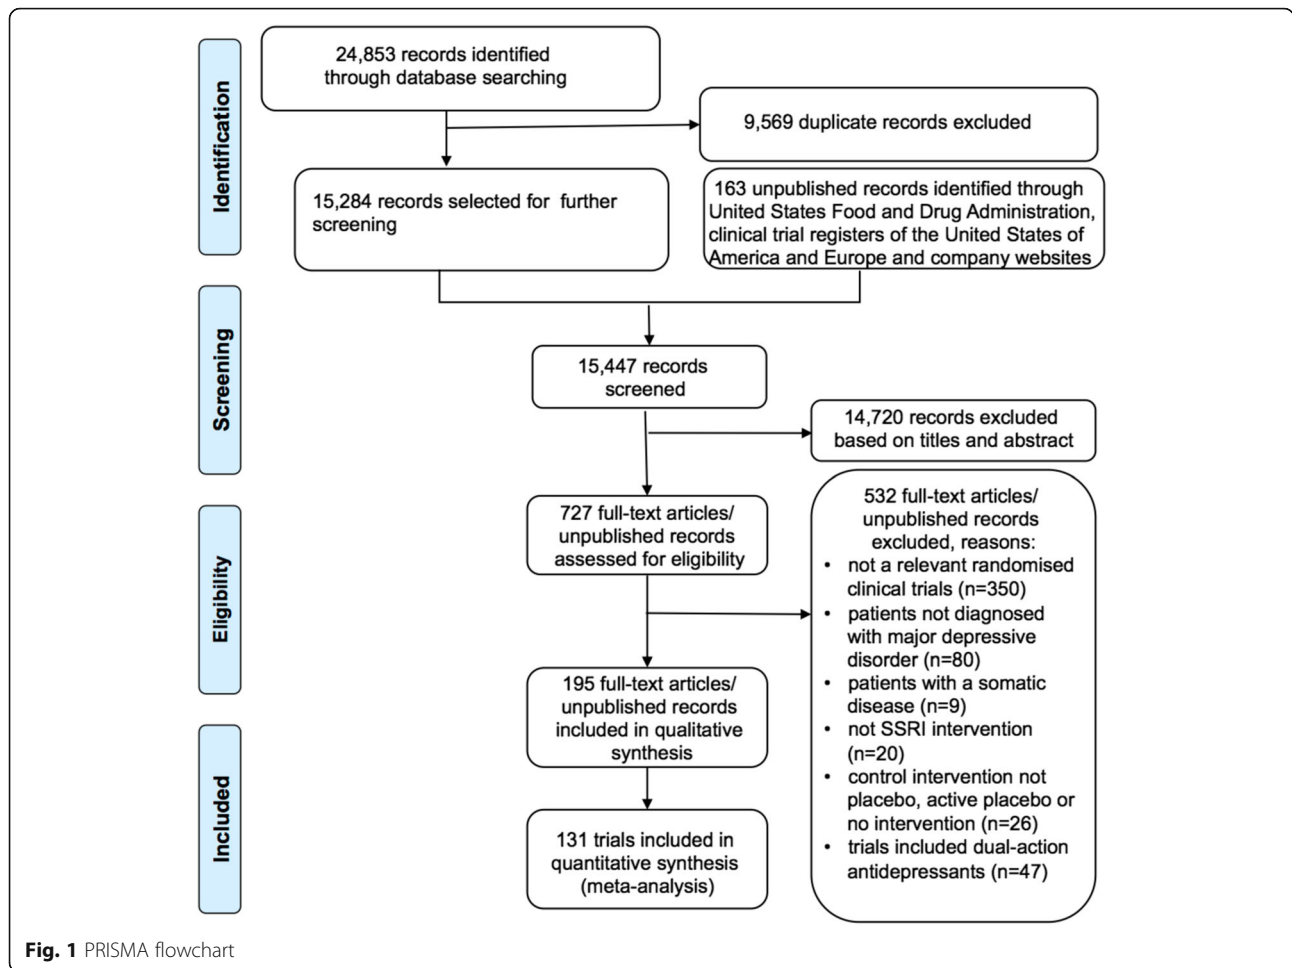 Identification
24,853 records identified
through database searching
9,569 duplicate records excluded
15,284 records selected for further
screening
163 unpublished records identified through
United States Food and Drug Administration,
clinical trial registers of the United States of
America and Europe and company websites
Screening
15,447 records
screened
14,720 records excluded
based on titles and abstract
Eligibility
727 full-text articles/
unpublished records
assessed for eligibility
532 full-text articles/
unpublished records
excluded, reasons:
• not a relevant randomised
clinical trials (n=350)
• patients not diagnosed
with major depressive
disorder (n=80)
• patients with a somatic
disease (n=9)
• not SSRI intervention
(n=20)
• control intervention not
placebo, active placebo or
no intervention (n=26)
• trials included dual-action
antidepressants (n=47)
195 full-text articles/
unpublished records
included in qualitative
synthesis
Included
131 trials included in
quantitative synthesis
(meta-analysis)
Fig. 1 PRISMA flowchart